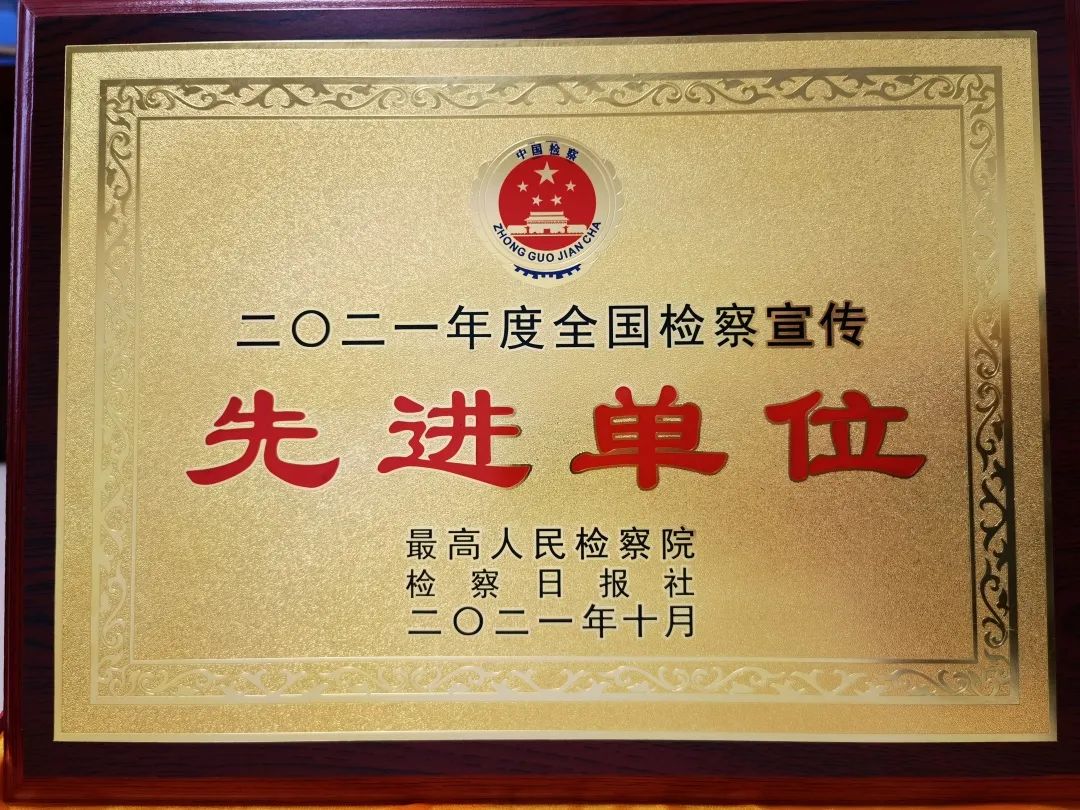 中国检察
ZHONG GUO JIAN CHA
二〇二一年度全国检察宣传
先进单位
最高人民检察院
检察日报社
二〇二一年十月